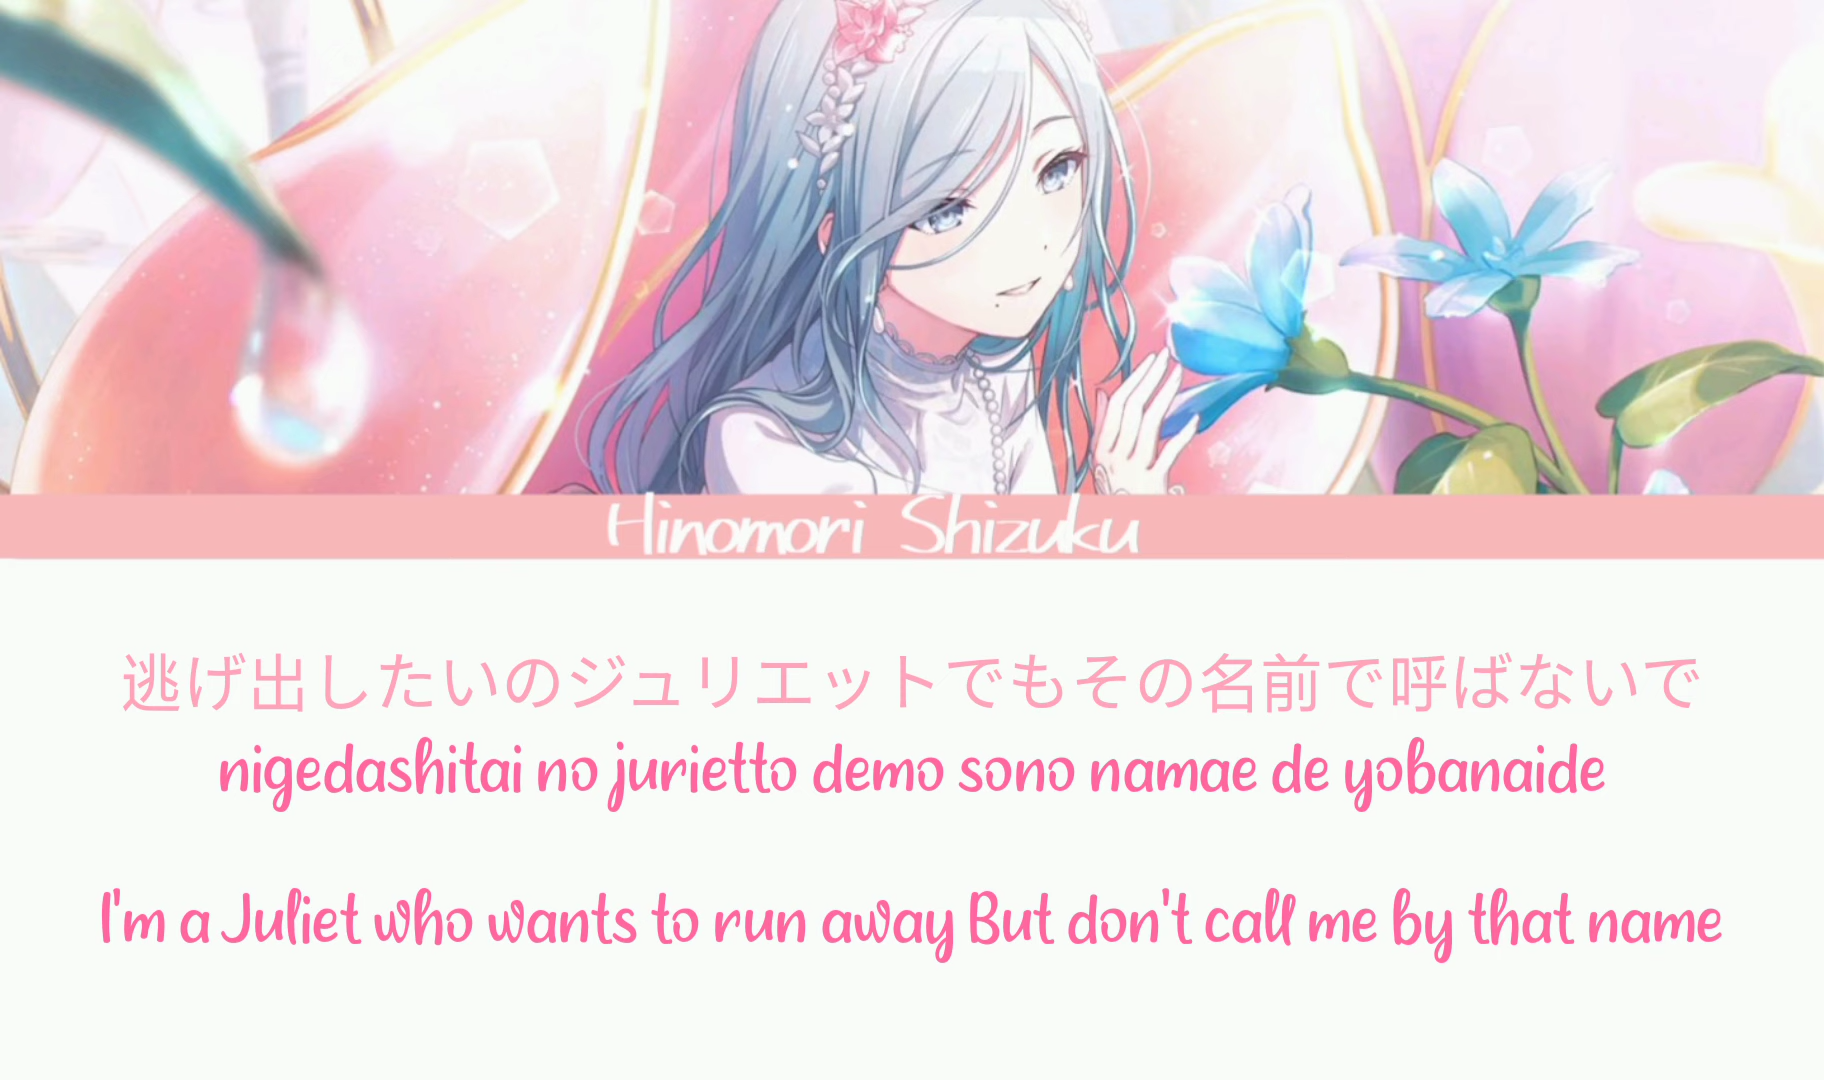 Hinomori Shizuku
逃げ出したいのジュリエットでもその名前で呼ばないで
nigedashitai no jurietto demo sono namae de yobanaide
I'm a Juliet who wants to run away But don't call me by that name